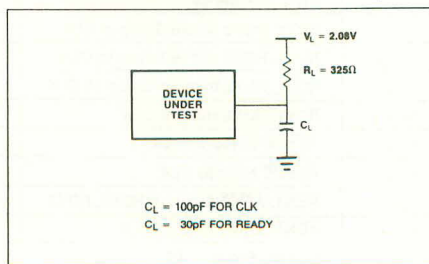 V_L = 2.08V
R_L = 325Ω
DEVICE
UNDER
TEST
C_L
C_L = 100pF FOR CLK
C_L = 30pF FOR READY